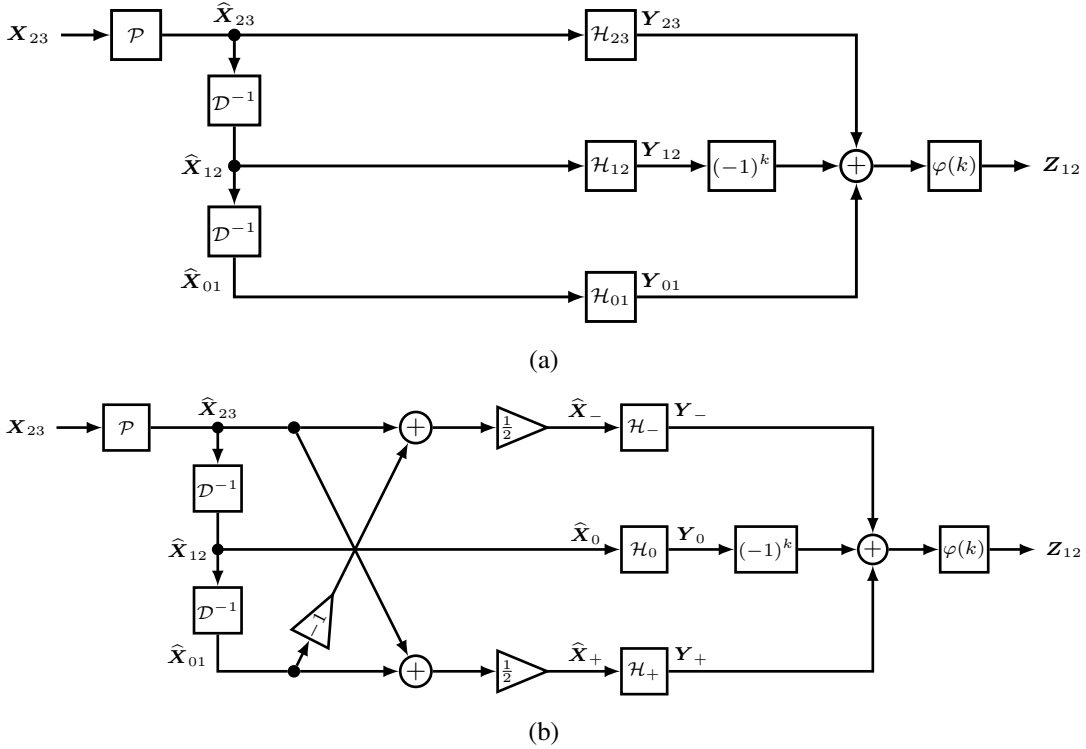 X₂₃ 𝒫 X̂₂₃ ℋ₂₃ Y₂₃
𝒟⁻¹
X̂₁₂ ℋ₁₂ Y₁₂ (−1)ᵏ + φ(k) Z₁₂
𝒟⁻¹
X̂₀₁ ℋ₀₁ Y₀₁
(a)
X₂₃ 𝒫 X̂₂₃ + ½ X̂₋ ℋ₋ Y₋
𝒟⁻¹
X̂₁₂ X̂₀ ℋ₀ Y₀ (−1)ᵏ + φ(k) Z₁₂
𝒟⁻¹ −1
X̂₀₁ + ½ X̂₊ ℋ₊ Y₊
(b)